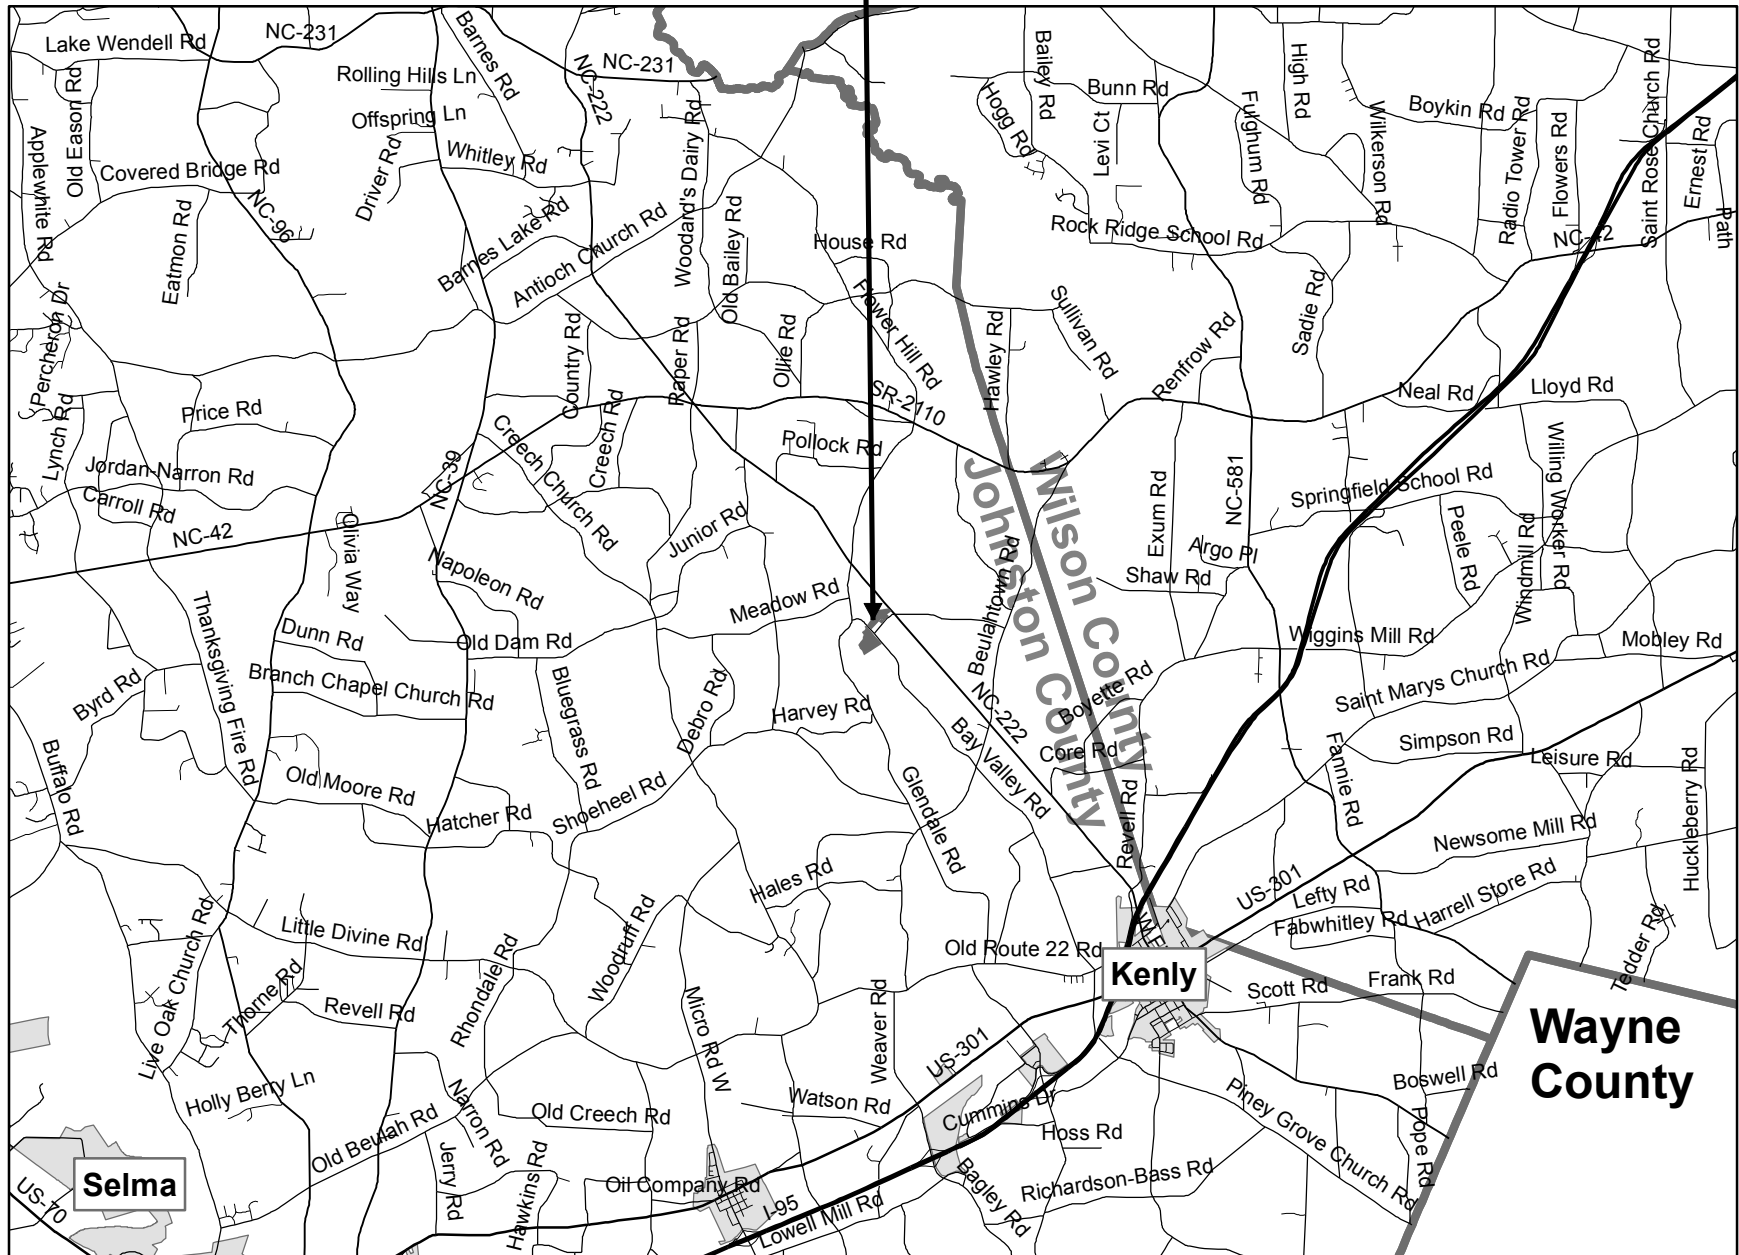 Lake Wendell Rd
NC-231
Barnes Rd
NC-222
NC-231
Bailey Rd
Bunn Rd
High Rd
Boykin Rd
Saint Rose Church Rd
Rolling Hills Ln
Offspring Ln
Old Eason Rd
Applewhite Rd
Covered Bridge Rd
Driver Rd
Whitley Rd
Woodard's Dairy Rd
Hogg Rd
Levi Ct
Fulghum Rd
Wilkerson Rd
Radio Tower Rd
Flowers Rd
Ernest Rd
Path
NC-96
Eatmon Rd
Barnes Lake Rd
Antioch Church Rd
Old Bailey Rd
House Rd
Rock Ridge School Rd
NC-42
Percheron Dr
Country Rd
Raper Rd
Ollie Rd
Flower Hill Rd
Hawley Rd
Sullivan Rd
Renfrow Rd
Sadie Rd
Neal Rd
Lloyd Rd
Lynch Rd
Price Rd
SR-2110
Creech Rd
Creech Church Rd
Pollock Rd
Jordan-Narron Rd
Carroll Rd
NC-39
NC-42
Olivia Way
Junior Rd
Wilson County
Johnston County
Exum Rd
NC-581
Springfield School Rd
Willing Worker Rd
Peele Rd
Windmill Rd
Argo Pl
Shaw Rd
Napoleon Rd
Meadow Rd
Beulahtown Rd
Thanksgiving Fire Rd
Dunn Rd
Old Dam Rd
Wiggins Mill Rd
Mobley Rd
Branch Chapel Church Rd
Byrd Rd
Bluegrass Rd
Debro Rd
Harvey Rd
NC-222
Boyette Rd
Saint Marys Church Rd
Buffalo Rd
Old Moore Rd
Bay Valley Rd
Core Rd
Simpson Rd
Leisure Rd
Fannie Rd
Huckleberry Rd
Hatcher Rd
Shoeheel Rd
Glendale Rd
Revell Rd
Newsome Mill Rd
Hales Rd
US-301
Lefty Rd
Harrell Store Rd
Fabwhitley Rd
Live Oak Church Rd
Little Divine Rd
Rhondale Rd
Woodruff Rd
Old Route 22 Rd
Kenly
Tedder Rd
Thorne Rd
Revell Rd
Micro Rd W
Weaver Rd
Scott Rd
Frank Rd
Wayne
County
US-301
Holly Berry Ln
Narron Rd
Old Creech Rd
Watson Rd
Cummins Dr
Boswell Rd
Piney Grove Church Rd
Pope Rd
Old Beulah Rd
Hoss Rd
Selma
US-70
Jerry Rd
Hawkins Rd
Oil Company Rd
I-95
Lowell Mill Rd
Bagley Rd
Richardson-Bass Rd